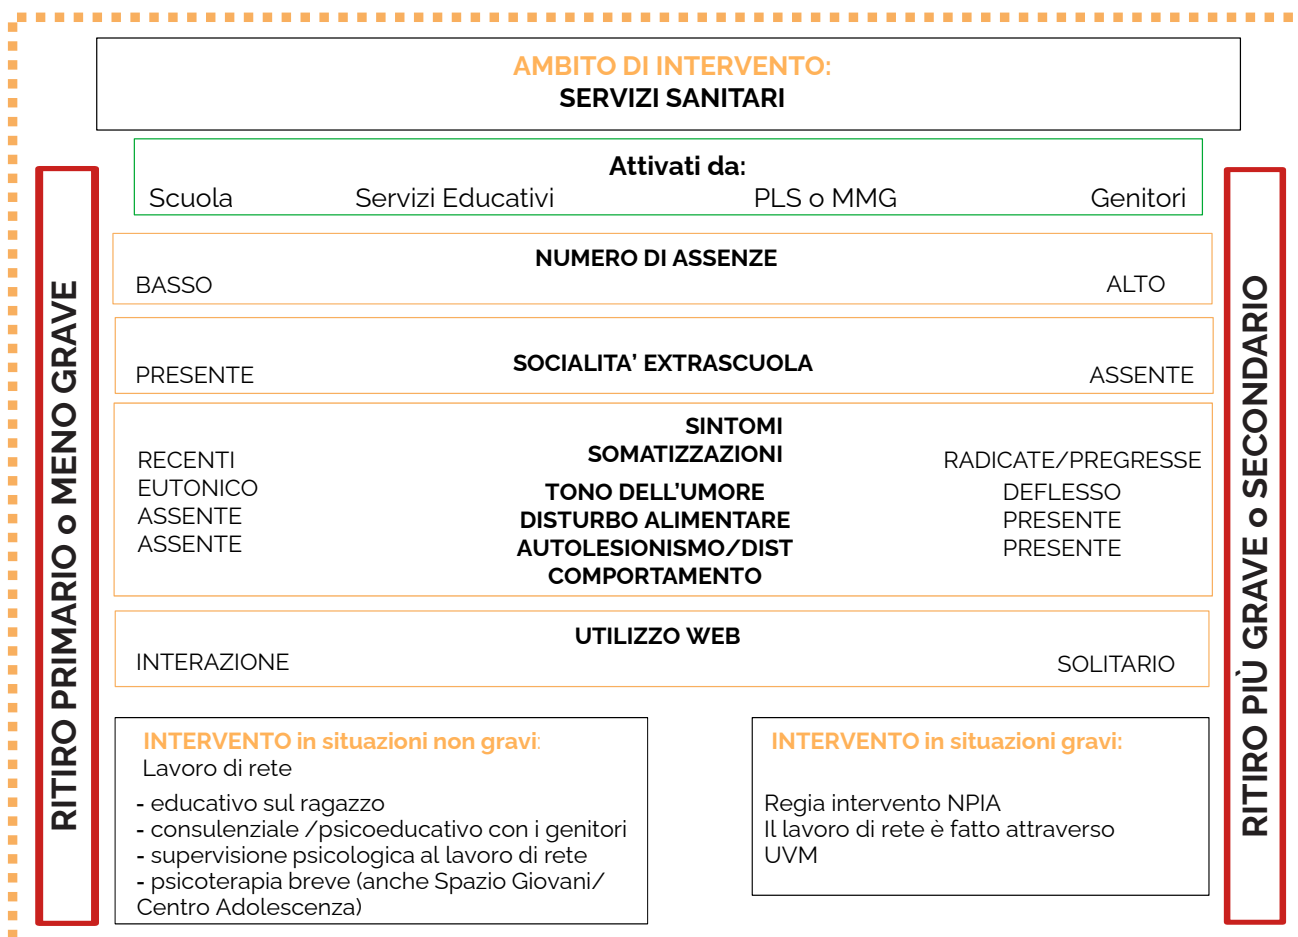 AMBITO DI INTERVENTO:
SERVIZI SANITARI
Attivati da:
Scuola Servizi Educativi PLS o MMG Genitori
RITIRO PRIMARIO o MENO GRAVE
NUMERO DI ASSENZE
BASSO ALTO
SOCIALITA' EXTRASCUOLA
PRESENTE ASSENTE
SINTOMI
SOMATIZZAZIONI
RECENTI RADICATE/PREGRESSE
EUTONICO TONO DELL'UMORE DEFLESSO
ASSENTE DISTURBO ALIMENTARE PRESENTE
ASSENTE AUTOLESIONISMO/DIST PRESENTE
COMPORTAMENTO
UTILIZZO WEB
INTERAZIONE SOLITARIO
RITIRO PIÙ GRAVE o SECONDARIO
INTERVENTO in situazioni non gravi:
Lavoro di rete
- educativo sul ragazzo
- consulenziale /psicoeducativo con i genitori
- supervisione psicologica al lavoro di rete
- psicoterapia breve (anche Spazio Giovani/
Centro Adolescenza)
INTERVENTO in situazioni gravi:
Regia intervento NPIA
Il lavoro di rete è fatto attraverso
UVM